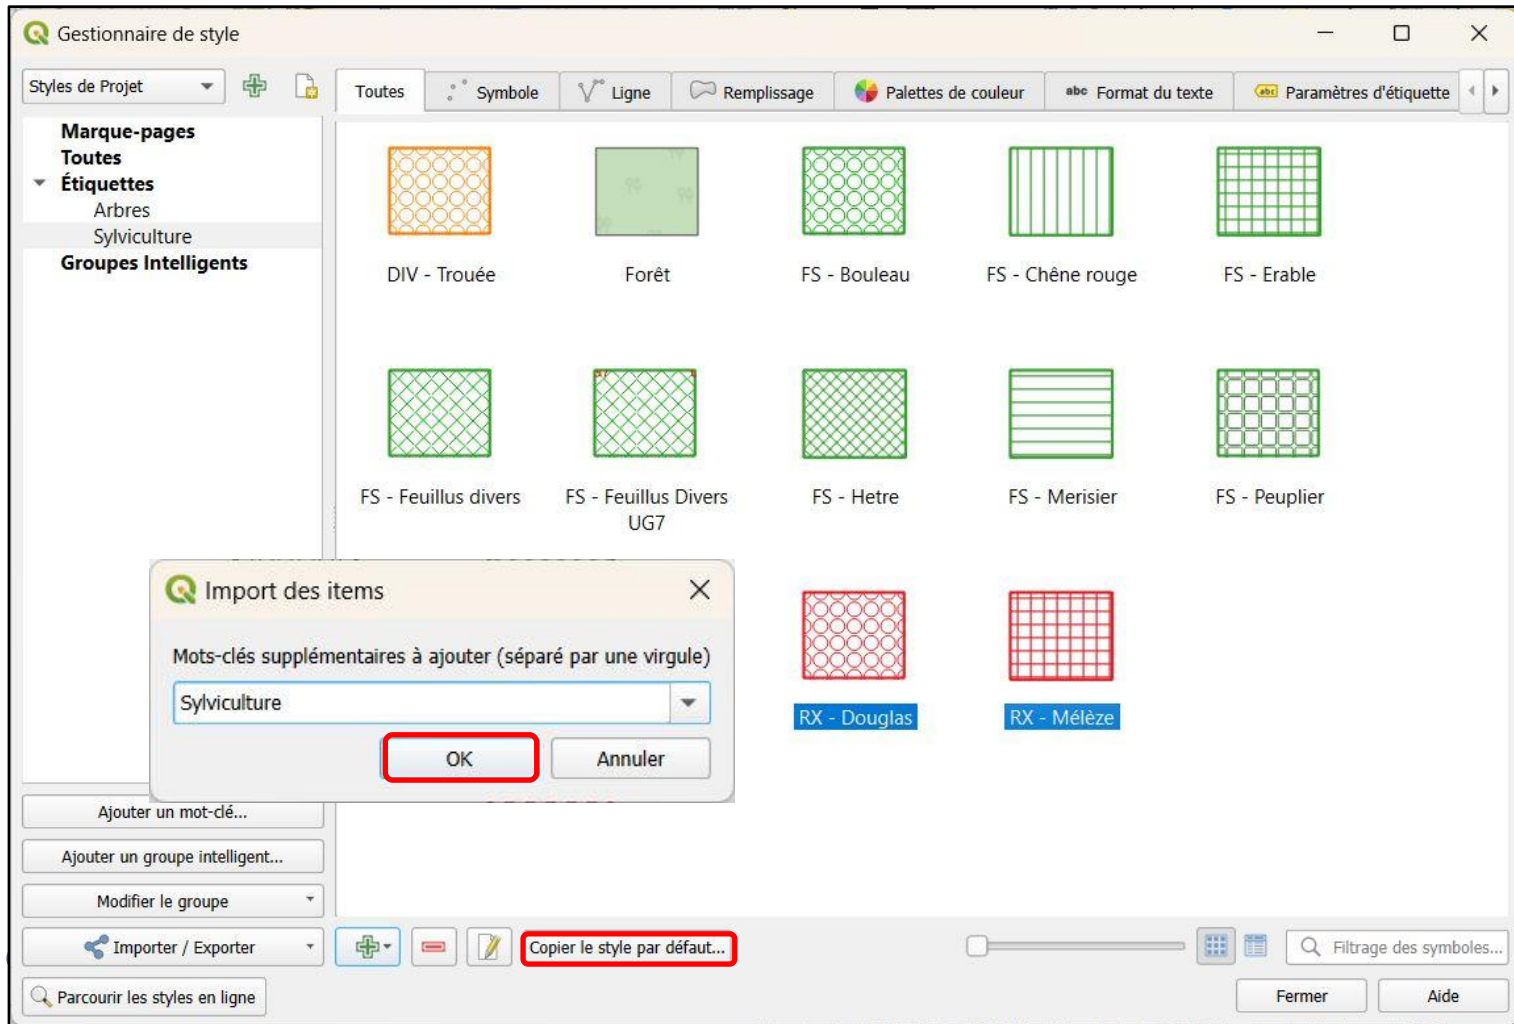 Gestionnaire de style
Styles de Projet
Toutes
Symbole
Ligne
Remplissage
Palettes de couleur
abc Format du texte
abc Paramètres d'étiquette
Marque-pages
Toutes
Étiquettes
Arbres
Sylviculture
Groupes Intelligents
DIV - Trouée
Forêt
FS - Bouleau
FS - Chêne rouge
FS - Erable
FS - Feuillus divers
FS - Feuillus Divers
UG7
FS - Hetre
FS - Merisier
FS - Peuplier
RX - Douglas
RX - Mélèze
Import des items
Mots-clés supplémentaires à ajouter (séparé par une virgule)
Sylviculture
OK
Annuler
Ajouter un mot-clé...
Ajouter un groupe intelligent...
Modifier le groupe
Importer / Exporter
Copier le style par défaut...
Filtrage des symboles...
Parcourir les styles en ligne
Fermer
Aide